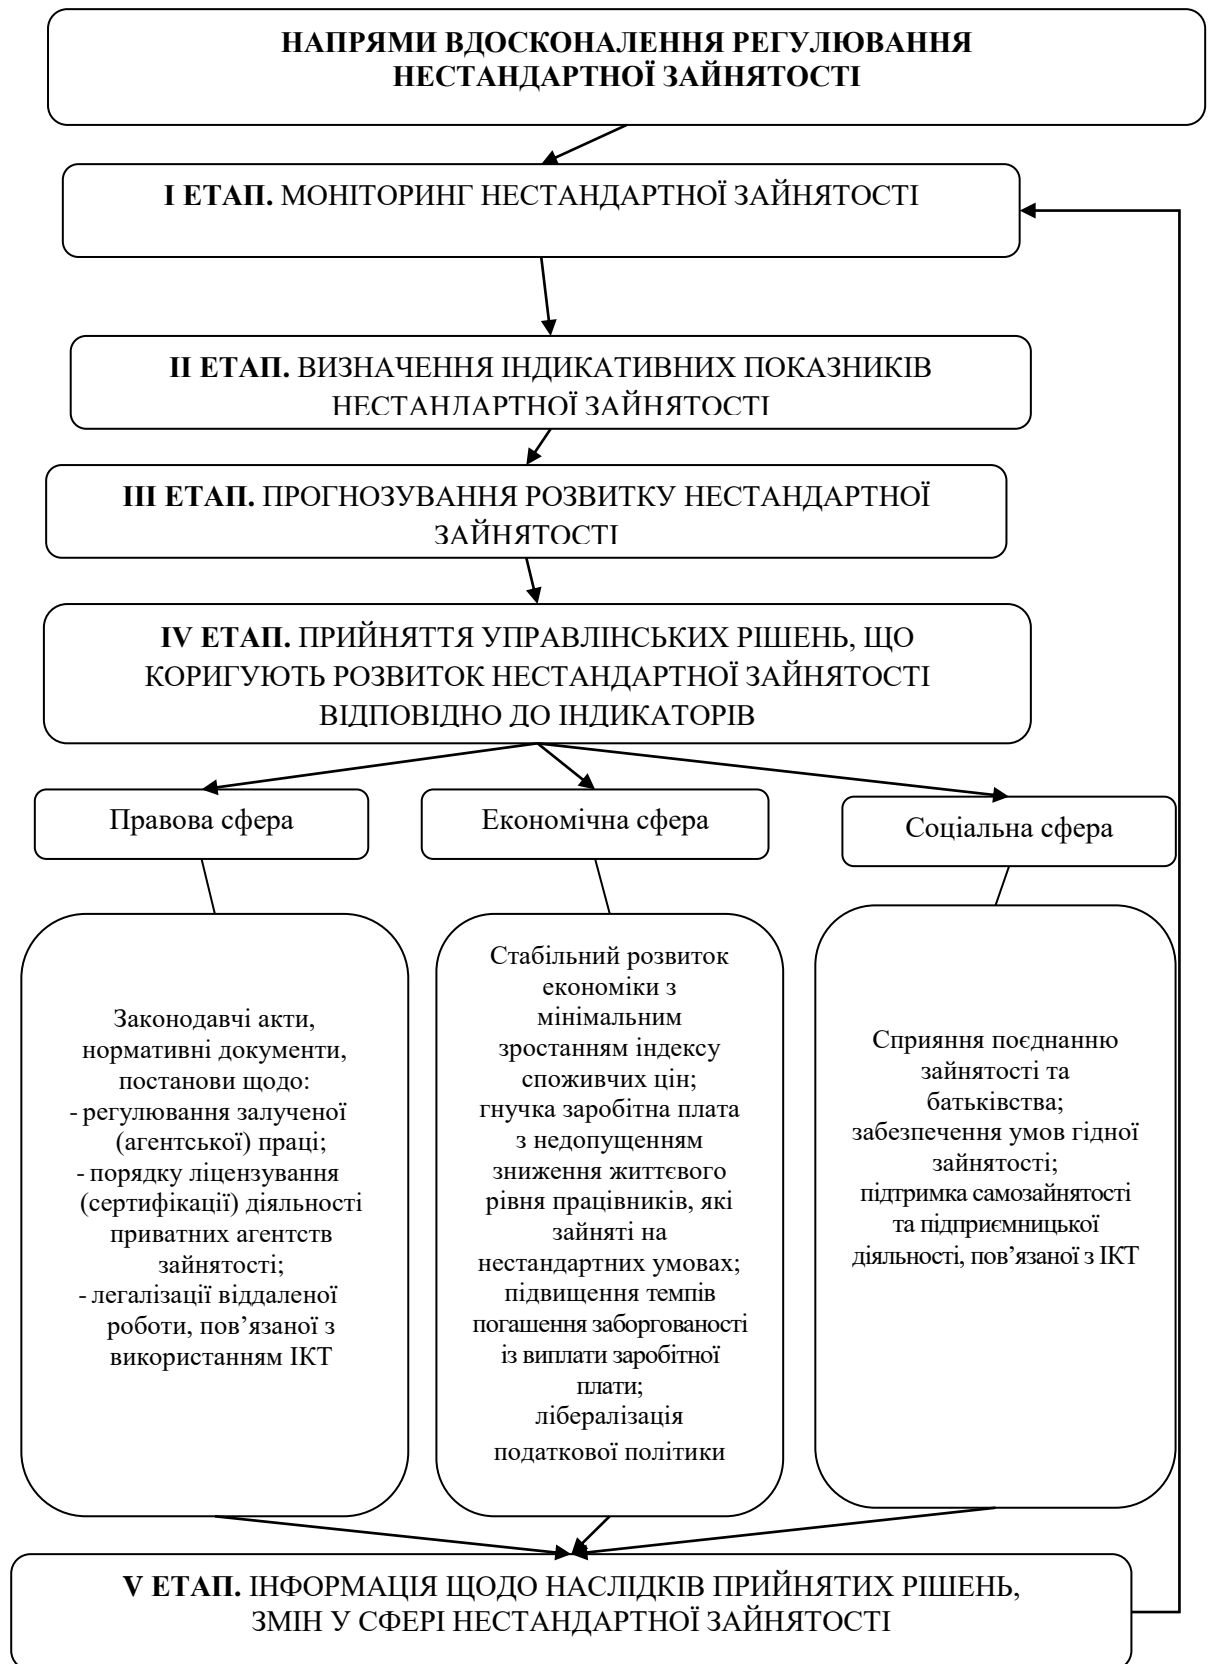 НАПРЯМИ ВДОСКОНАЛЕННЯ РЕГУЛЮВАННЯ
НЕСТАНДАРТНОЇ ЗАЙНЯТОСТІ
І ЕТАП. МОНІТОРИНГ НЕСТАНДАРТНОЇ ЗАЙНЯТОСТІ
ІІ ЕТАП. ВИЗНАЧЕННЯ ІНДИКАТИВНИХ ПОКАЗНИКІВ
НЕСТАНДАРТНОЇ ЗАЙНЯТОСТІ
ІІІ ЕТАП. ПРОГНОЗУВАННЯ РОЗВИТКУ НЕСТАНДАРТНОЇ
ЗАЙНЯТОСТІ
IV ЕТАП. ПРИЙНЯТТЯ УПРАВЛІНСЬКИХ РІШЕНЬ, ЩО
КОРИГУЮТЬ РОЗВИТОК НЕСТАНДАРТНОЇ ЗАЙНЯТОСТІ
ВІДПОВІДНО ДО ІНДИКАТОРІВ
Правова сфера
Економічна сфера
Соціальна сфера
Законодавчі акти,
нормативні документи,
постанови щодо:
- регулювання залученої
(агентської) праці;
- порядку ліцензування
(сертифікації) діяльності
приватних агентств
зайнятості;
- легалізації віддаленої
роботи, пов’язаної з
використанням ІКТ
Стабільний розвиток
економіки з
мінімальним
зростанням індексу
споживчих цін;
гнучка заробітна плата
з недопущенням
зниження життєвого
рівня працівників, які
зайняті на
нестандартних умовах;
підвищення темпів
погашення заборгованості
із виплати заробітної
плати;
лібералізація
податкової політики
Сприяння поєднанню
зайнятості та
батьківства;
забезпечення умов гідної
зайнятості;
підтримка самозайнятості
та підприємницької
діяльності, пов’язаної з ІКТ
V ЕТАП. ІНФОРМАЦІЯ ЩОДО НАСЛІДКІВ ПРИЙНЯТИХ РІШЕНЬ,
ЗМІН У СФЕРІ НЕСТАНДАРТНОЇ ЗАЙНЯТОСТІ